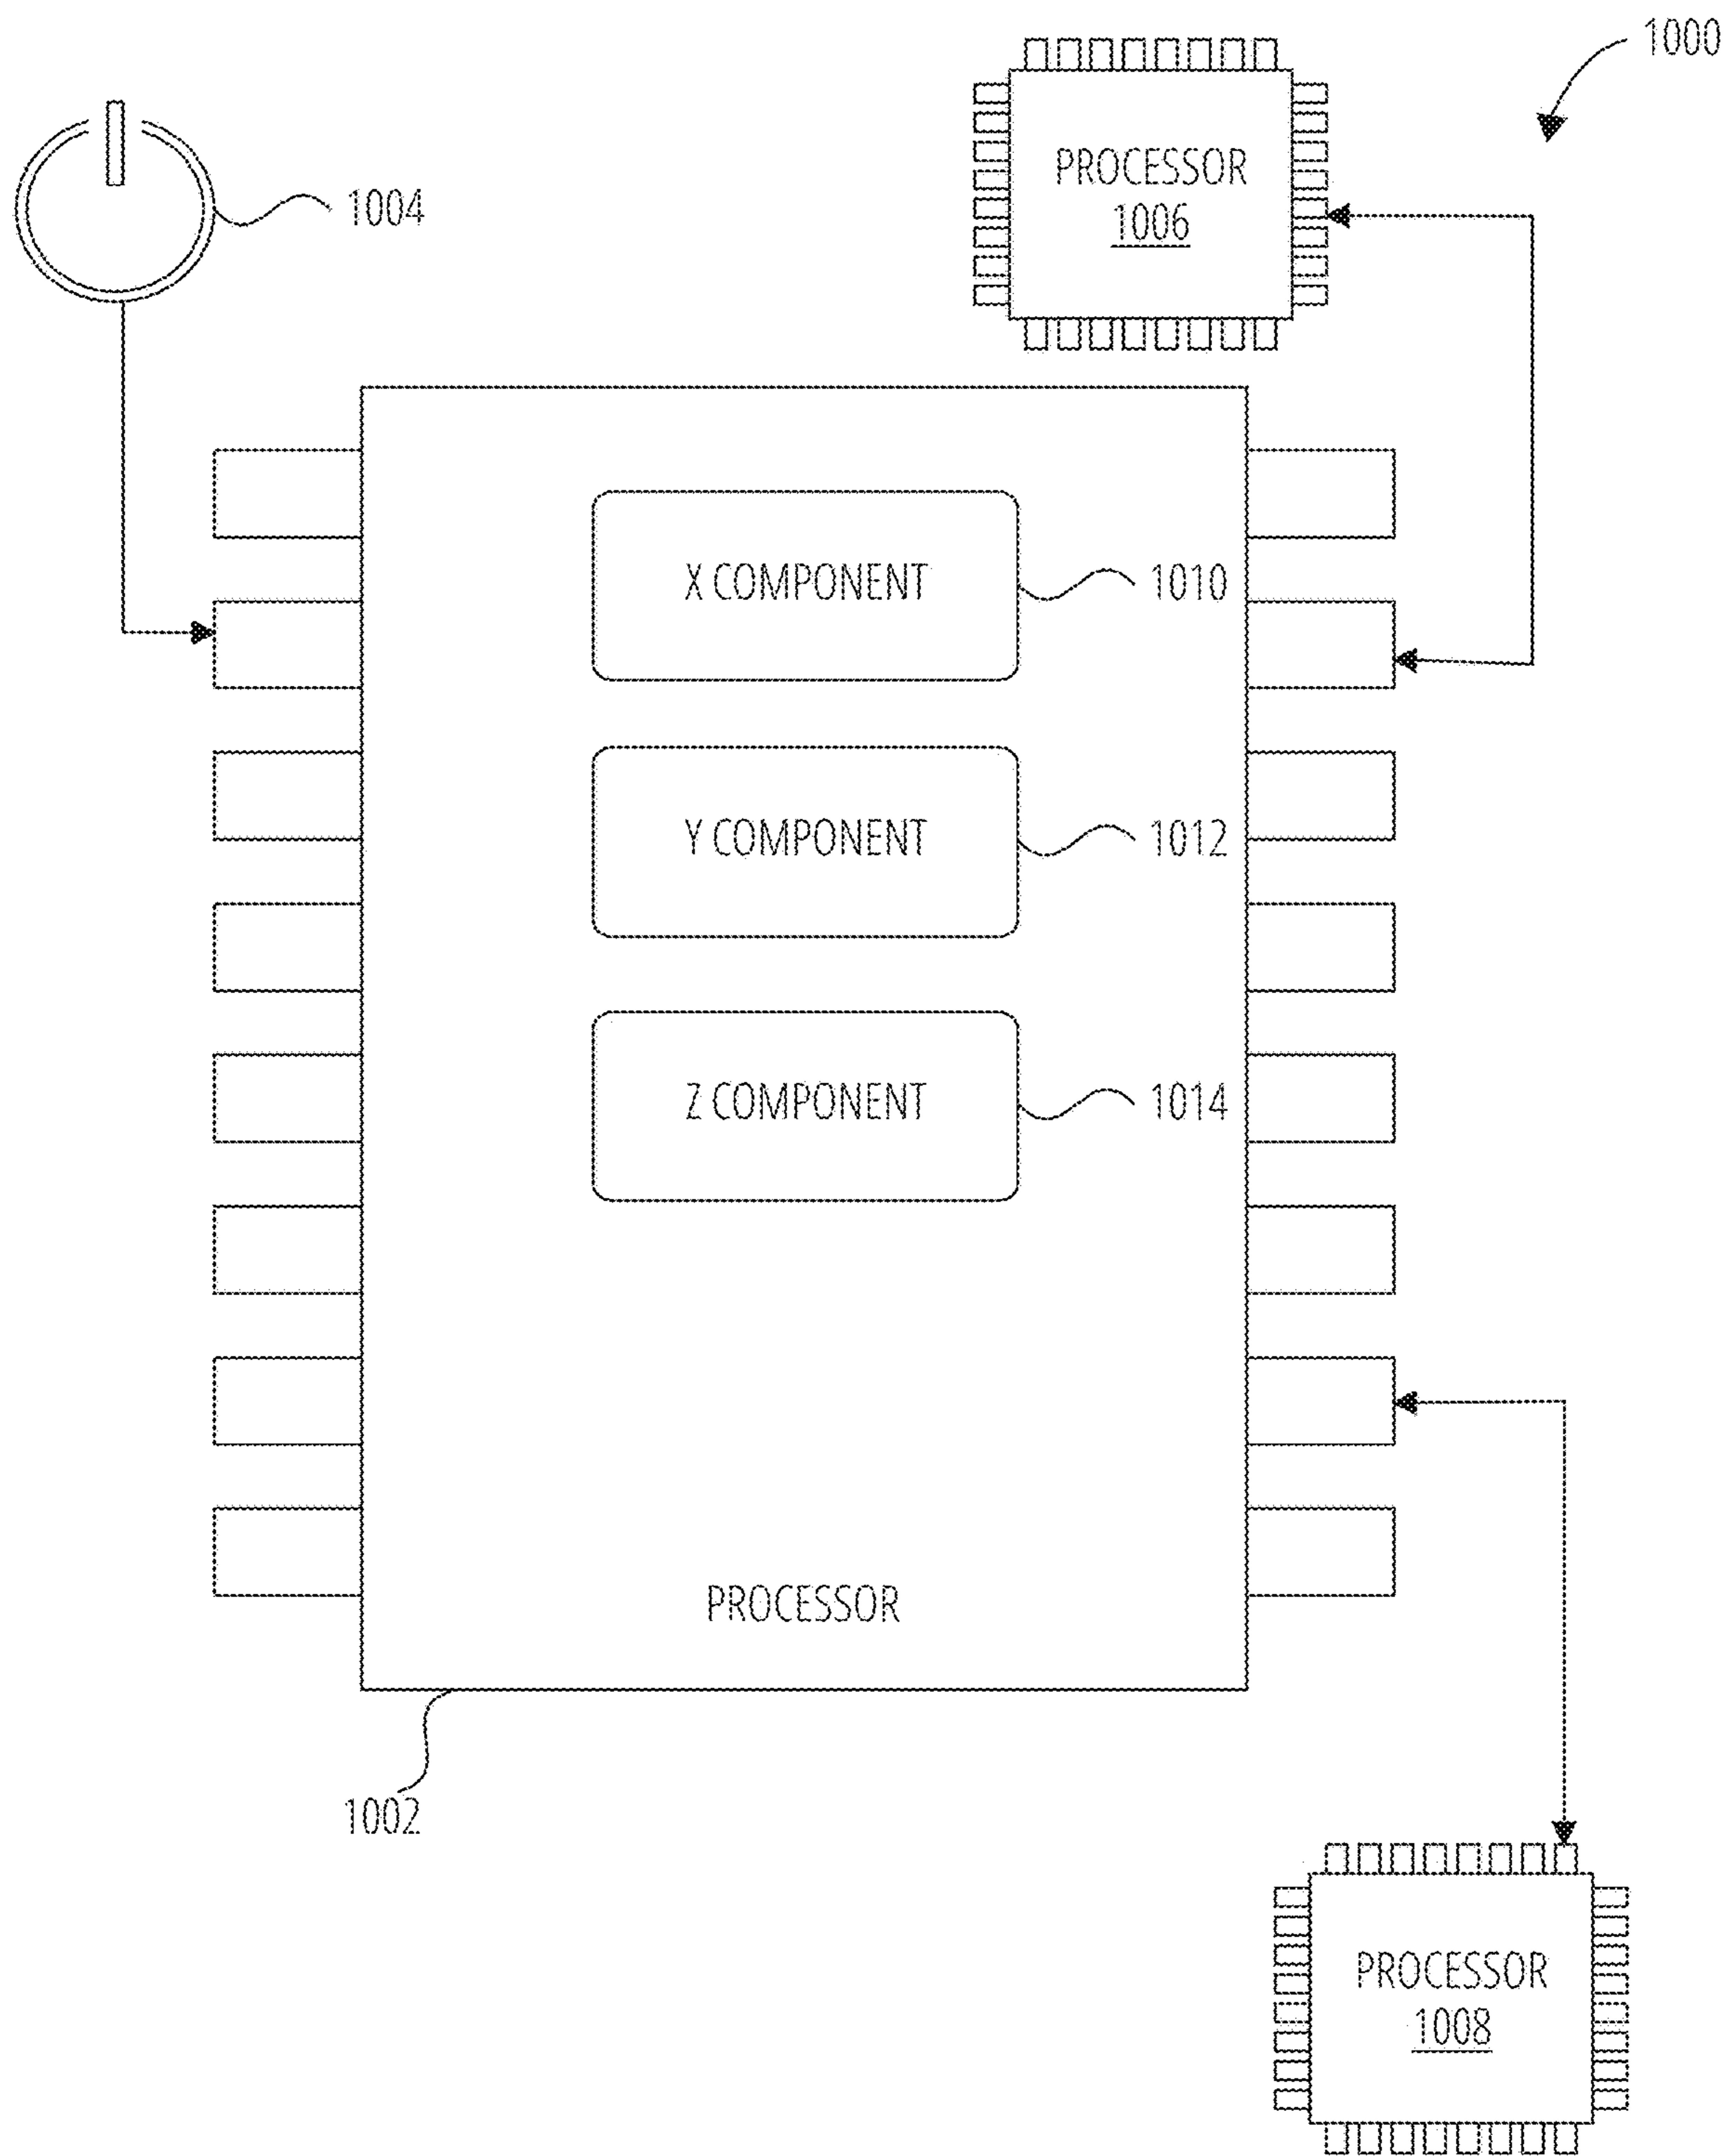 1000
PROCESSOR
1006
1004
X COMPONENT
1010
Y COMPONENT
1012
Z COMPONENT
1014
PROCESSOR
1002
PROCESSOR
1008